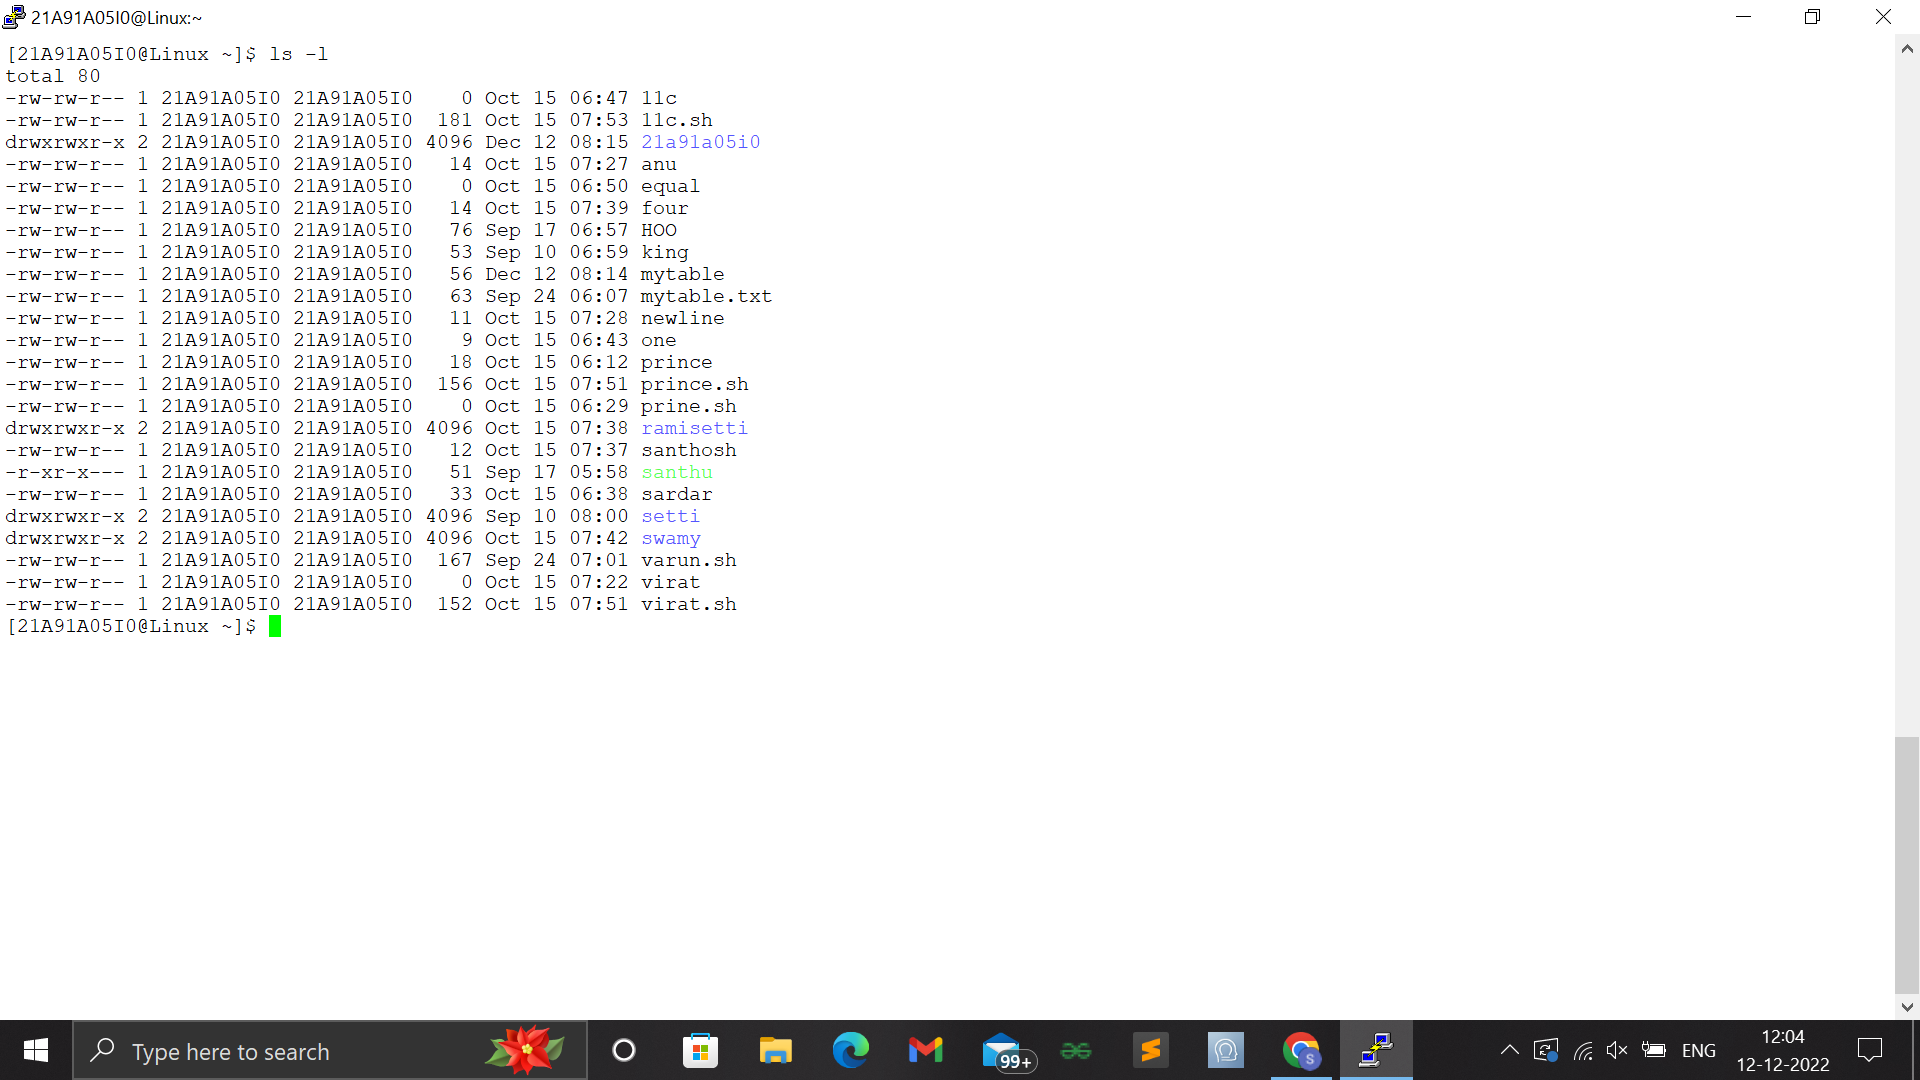 21A91A05I0@Linux:~
[21A91A05I0@Linux ~]$ ls -l
total 80
-rw-rw-r-- 1 21A91A05I0 21A91A05I0    0 Oct 15 06:47 11c
-rw-rw-r-- 1 21A91A05I0 21A91A05I0  181 Oct 15 07:53 11c.sh
drwxrwxr-x 2 21A91A05I0 21A91A05I0 4096 Dec 12 08:15 21a91a05i0
-rw-rw-r-- 1 21A91A05I0 21A91A05I0   14 Oct 15 07:27 anu
-rw-rw-r-- 1 21A91A05I0 21A91A05I0    0 Oct 15 06:50 equal
-rw-rw-r-- 1 21A91A05I0 21A91A05I0   14 Oct 15 07:39 four
-rw-rw-r-- 1 21A91A05I0 21A91A05I0   76 Sep 17 06:57 HOO
-rw-rw-r-- 1 21A91A05I0 21A91A05I0   53 Sep 10 06:59 king
-rw-rw-r-- 1 21A91A05I0 21A91A05I0   56 Dec 12 08:14 mytable
-rw-rw-r-- 1 21A91A05I0 21A91A05I0   63 Sep 24 06:07 mytable.txt
-rw-rw-r-- 1 21A91A05I0 21A91A05I0   11 Oct 15 07:28 newline
-rw-rw-r-- 1 21A91A05I0 21A91A05I0    9 Oct 15 06:43 one
-rw-rw-r-- 1 21A91A05I0 21A91A05I0   18 Oct 15 06:12 prince
-rw-rw-r-- 1 21A91A05I0 21A91A05I0  156 Oct 15 07:51 prince.sh
-rw-rw-r-- 1 21A91A05I0 21A91A05I0    0 Oct 15 06:29 prine.sh
drwxrwxr-x 2 21A91A05I0 21A91A05I0 4096 Oct 15 07:38 ramisetti
-rw-rw-r-- 1 21A91A05I0 21A91A05I0   12 Oct 15 07:37 santhosh
-r-xr-x--- 1 21A91A05I0 21A91A05I0   51 Sep 17 05:58 santhu
-rw-rw-r-- 1 21A91A05I0 21A91A05I0   33 Oct 15 06:38 sardar
drwxrwxr-x 2 21A91A05I0 21A91A05I0 4096 Sep 10 08:00 setti
drwxrwxr-x 2 21A91A05I0 21A91A05I0 4096 Oct 15 07:42 swamy
-rw-rw-r-- 1 21A91A05I0 21A91A05I0  167 Sep 24 07:01 varun.sh
-rw-rw-r-- 1 21A91A05I0 21A91A05I0    0 Oct 15 07:22 virat
-rw-rw-r-- 1 21A91A05I0 21A91A05I0  152 Oct 15 07:51 virat.sh
[21A91A05I0@Linux ~]$
Type here to search
99+
S
ENG
12:04
12-12-2022